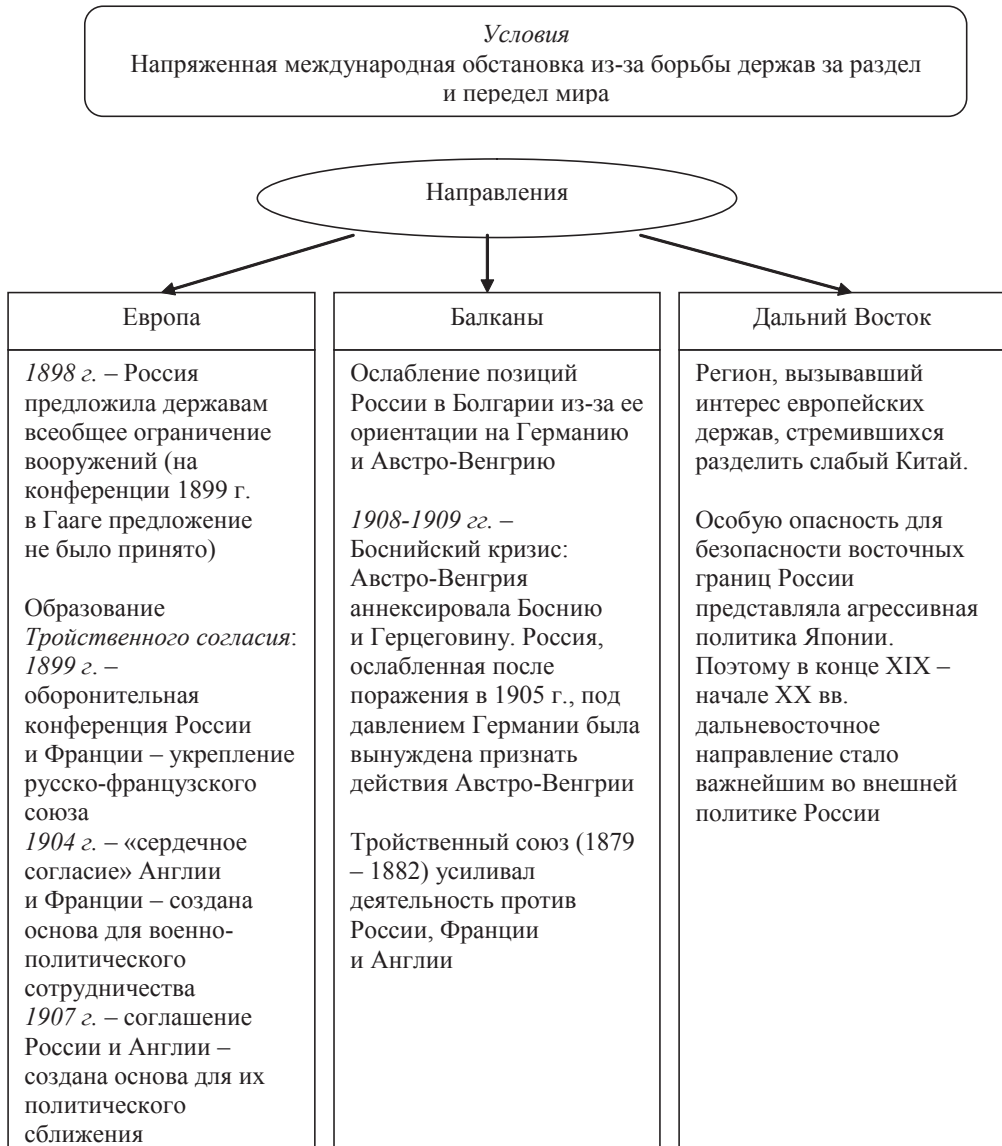 Условия
Напряженная международная обстановка из-за борьбы держав за раздел
и передел мира
Направления
Европа
1898 г. – Россия
предложила державам
всеобщее ограничение
вооружений (на
конференции 1899 г.
в Гааге предложение
не было принято)
Образование
Тройственного согласия:
1899 г. –
оборонительная
конференция России
и Франции – укрепление
русско-французского
союза
1904 г. – «сердечное
согласие» Англии
и Франции – создана
основа для военно-
политического
сотрудничества
1907 г. – соглашение
России и Англии –
создана основа для их
политического
сближения
Балканы
Ослабление позиций
России в Болгарии из-за ее
ориентации на Германию
и Австро-Венгрию
1908-1909 гг. –
Боснийский кризис:
Австро-Венгрия
аннексировала Боснию
и Герцеговину. Россия,
ослабленная после
поражения в 1905 г., под
давлением Германии была
вынуждена признать
действия Австро-Венгрии
Тройственный союз (1879
– 1882) усиливал
деятельность против
России, Франции
и Англии
Дальний Восток
Регион, вызывавший
интерес европейских
держав, стремившихся
разделить слабый Китай.
Особую опасность для
безопасности восточных
границ России
представляла агрессивная
политика Японии.
Поэтому в конце XIX –
начале XX вв.
дальневосточное
направление стало
важнейшим во внешней
политике России